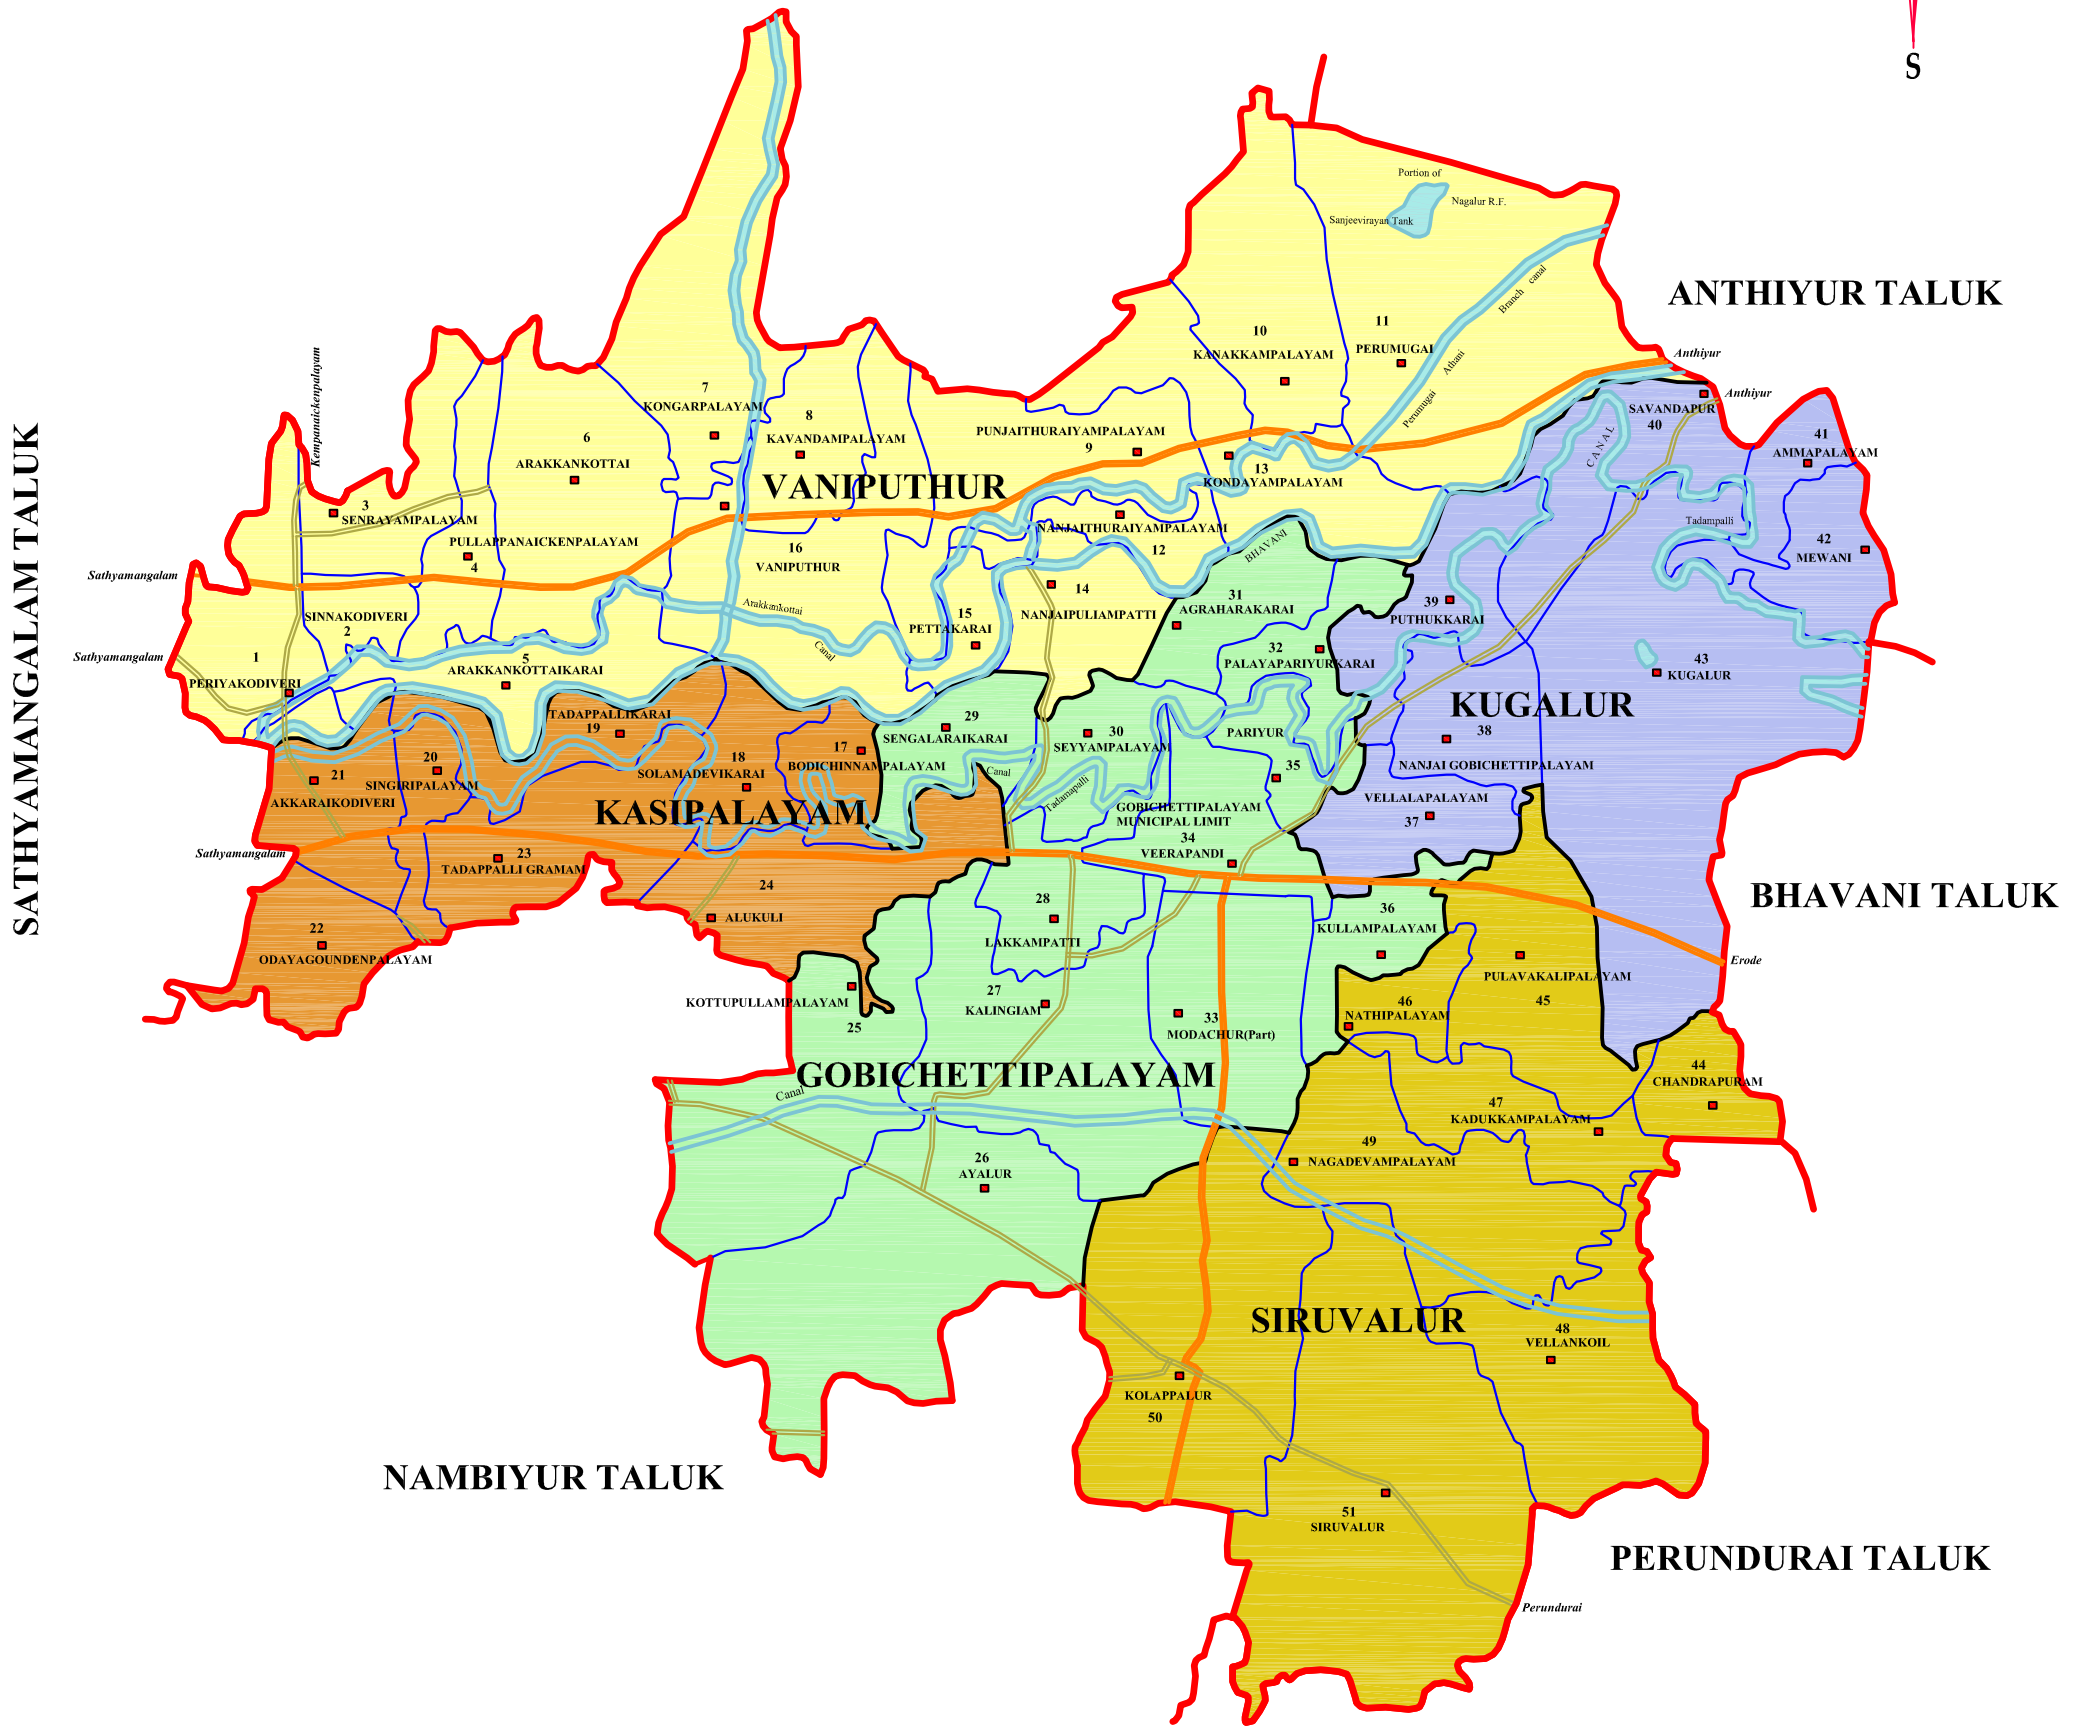 S
Portion of
Nagalur R.F.
Sanjeevirayan Tank
ANTHIYUR TALUK
Branch canal
Athani
Perumugai
10
KANAKKAMPALAYAM
11
PERUMUGAI
Anthiyur
Anthiyur
Kempanaickenpalayam
7
KONGARPALAYAM
8
KAVANDAMPALAYAM
PUNJAITHURAIYAMPALAYAM
9
SAVANDAPUR
40
CANAL
41
AMMAPALAYAM
6
ARAKKANKOTTAI
VANIPUTHUR
13
KONDAYAMPALAYAM
SATHYAMANGALAM TALUK
3
SENRAYAMPALAYAM
PULLAPPANAICKENPALAYAM
4
16
VANIPUTHUR
NANJAITHURAIYAMPALAYAM
12
BHAVANI
Tadampalli
42
MEWANI
Sathyamangalam
SINNAKODIVERI
2
Arakkankottai
Canal
15
PETTAKARAI
14
NANJAIPULIAMPATTI
31
AGRAHARAKARAI
39
PUTHUKKARAI
Sathyamangalam
1
PERIYAKODIVERI
5
ARAKKANKOTTAIKARAI
32
PALAYAPARIYURKARAI
43
KUGALUR
KUGALUR
TADAPPALLIKARAI
19
29
SENGALARAIKARAI
30
SEYYAMPALAYAM
PARIYUR
35
38
NANJAI GOBICHETTIPALAYAM
21
AKKARAIKODIVERI
20
SINGIRIPALAYAM
18
SOLAMADEVIKARAI
17
BODICHINNAMPALAYAM
Canal
Tadamapalli
KASIPALAYAM
GOBICHETTIPALAYAM
MUNICIPAL LIMIT
34
VEERAPANDI
VELLALAPALAYAM
37
Sathyamangalam
23
TADAPPALLI GRAMAM
24
ALUKULI
28
LAKKAMPATTI
36
KULLAMPALAYAM
BHAVANI TALUK
22
ODAYAGOUNDENPALAYAM
Erode
PULAVAKALIPALAYAM
45
KOTTUPULLAMPALAYAM
25
27
KALINGIAM
33
MODACHUR(Part)
46
NATHIPALAYAM
GOBICHETTIPALAYAM
Canal
44
CHANDRAPURAM
47
KADUKKAMPALAYAM
26
AYALUR
49
NAGADEVAMPALAYAM
SIRUVALUR
48
VELLANKOIL
KOLAPPALUR
50
NAMBIYUR TALUK
51
SIRUVALUR
PERUNDURAI TALUK
Perundurai